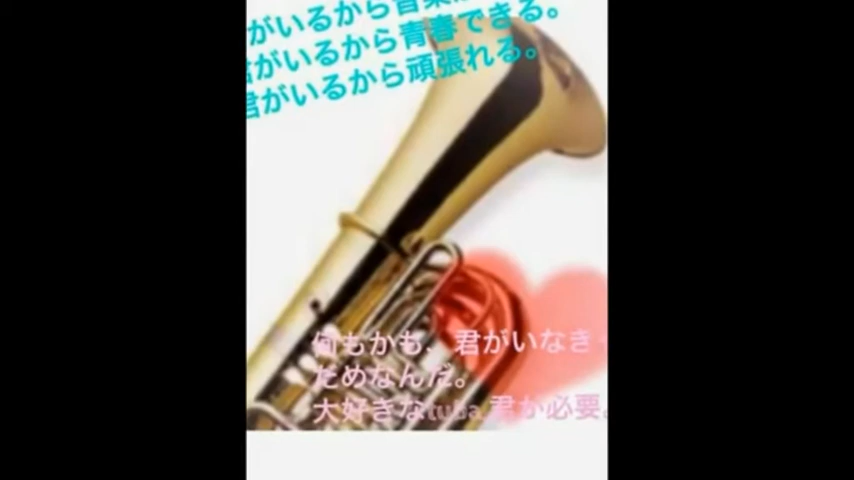 がいるから音楽
君がいるから青春できる。
君がいるから頑張れる。
何もかも、君がいなき
だめなんだ。
大好きなtuba,君が必要。